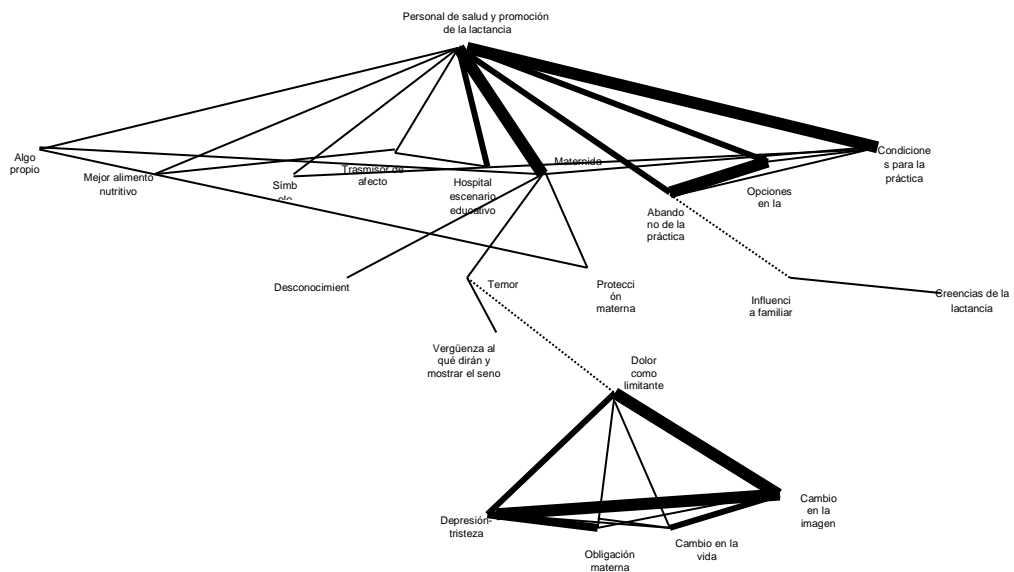 Personal de salud y promoción
de la lactancia
Algo
propio
Mejor alimento
nutritivo
Símb
olo
Trasmisor de
afecto
Hospital
escenario
educativo
Maternida
Abando
no de la
práctica
Opciones
en la
Condicione
s para la
práctica
Desconocimient
Temor
Protecci
ón
materna
Influenci
a familiar
Creencias de la
lactancia
Vergüenza al
qué dirán y
mostrar el seno
Dolor
como
limitante
Depresión-
tristeza
Obligación
materna
Cambio en la
vida
Cambio
en la
imagen